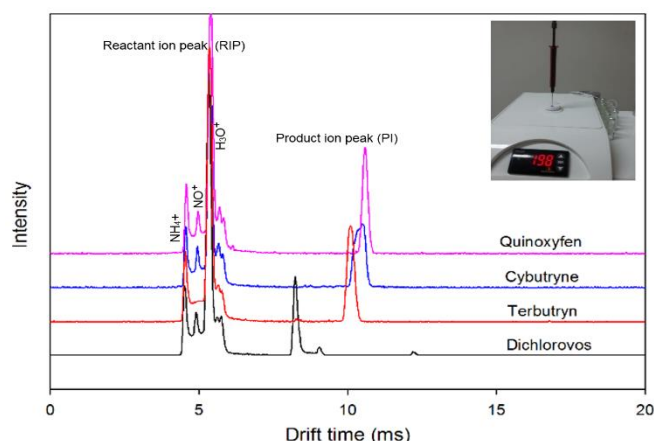 Reactant ion peak (RIP)
H₃O⁺
Product ion peak (PI)
NO⁺
NH₄+
198
Intensity
Quinoxyfen
Cybutryne
Terbutryn
Dichlorovos
0 5 10 15 20
Drift time (ms)